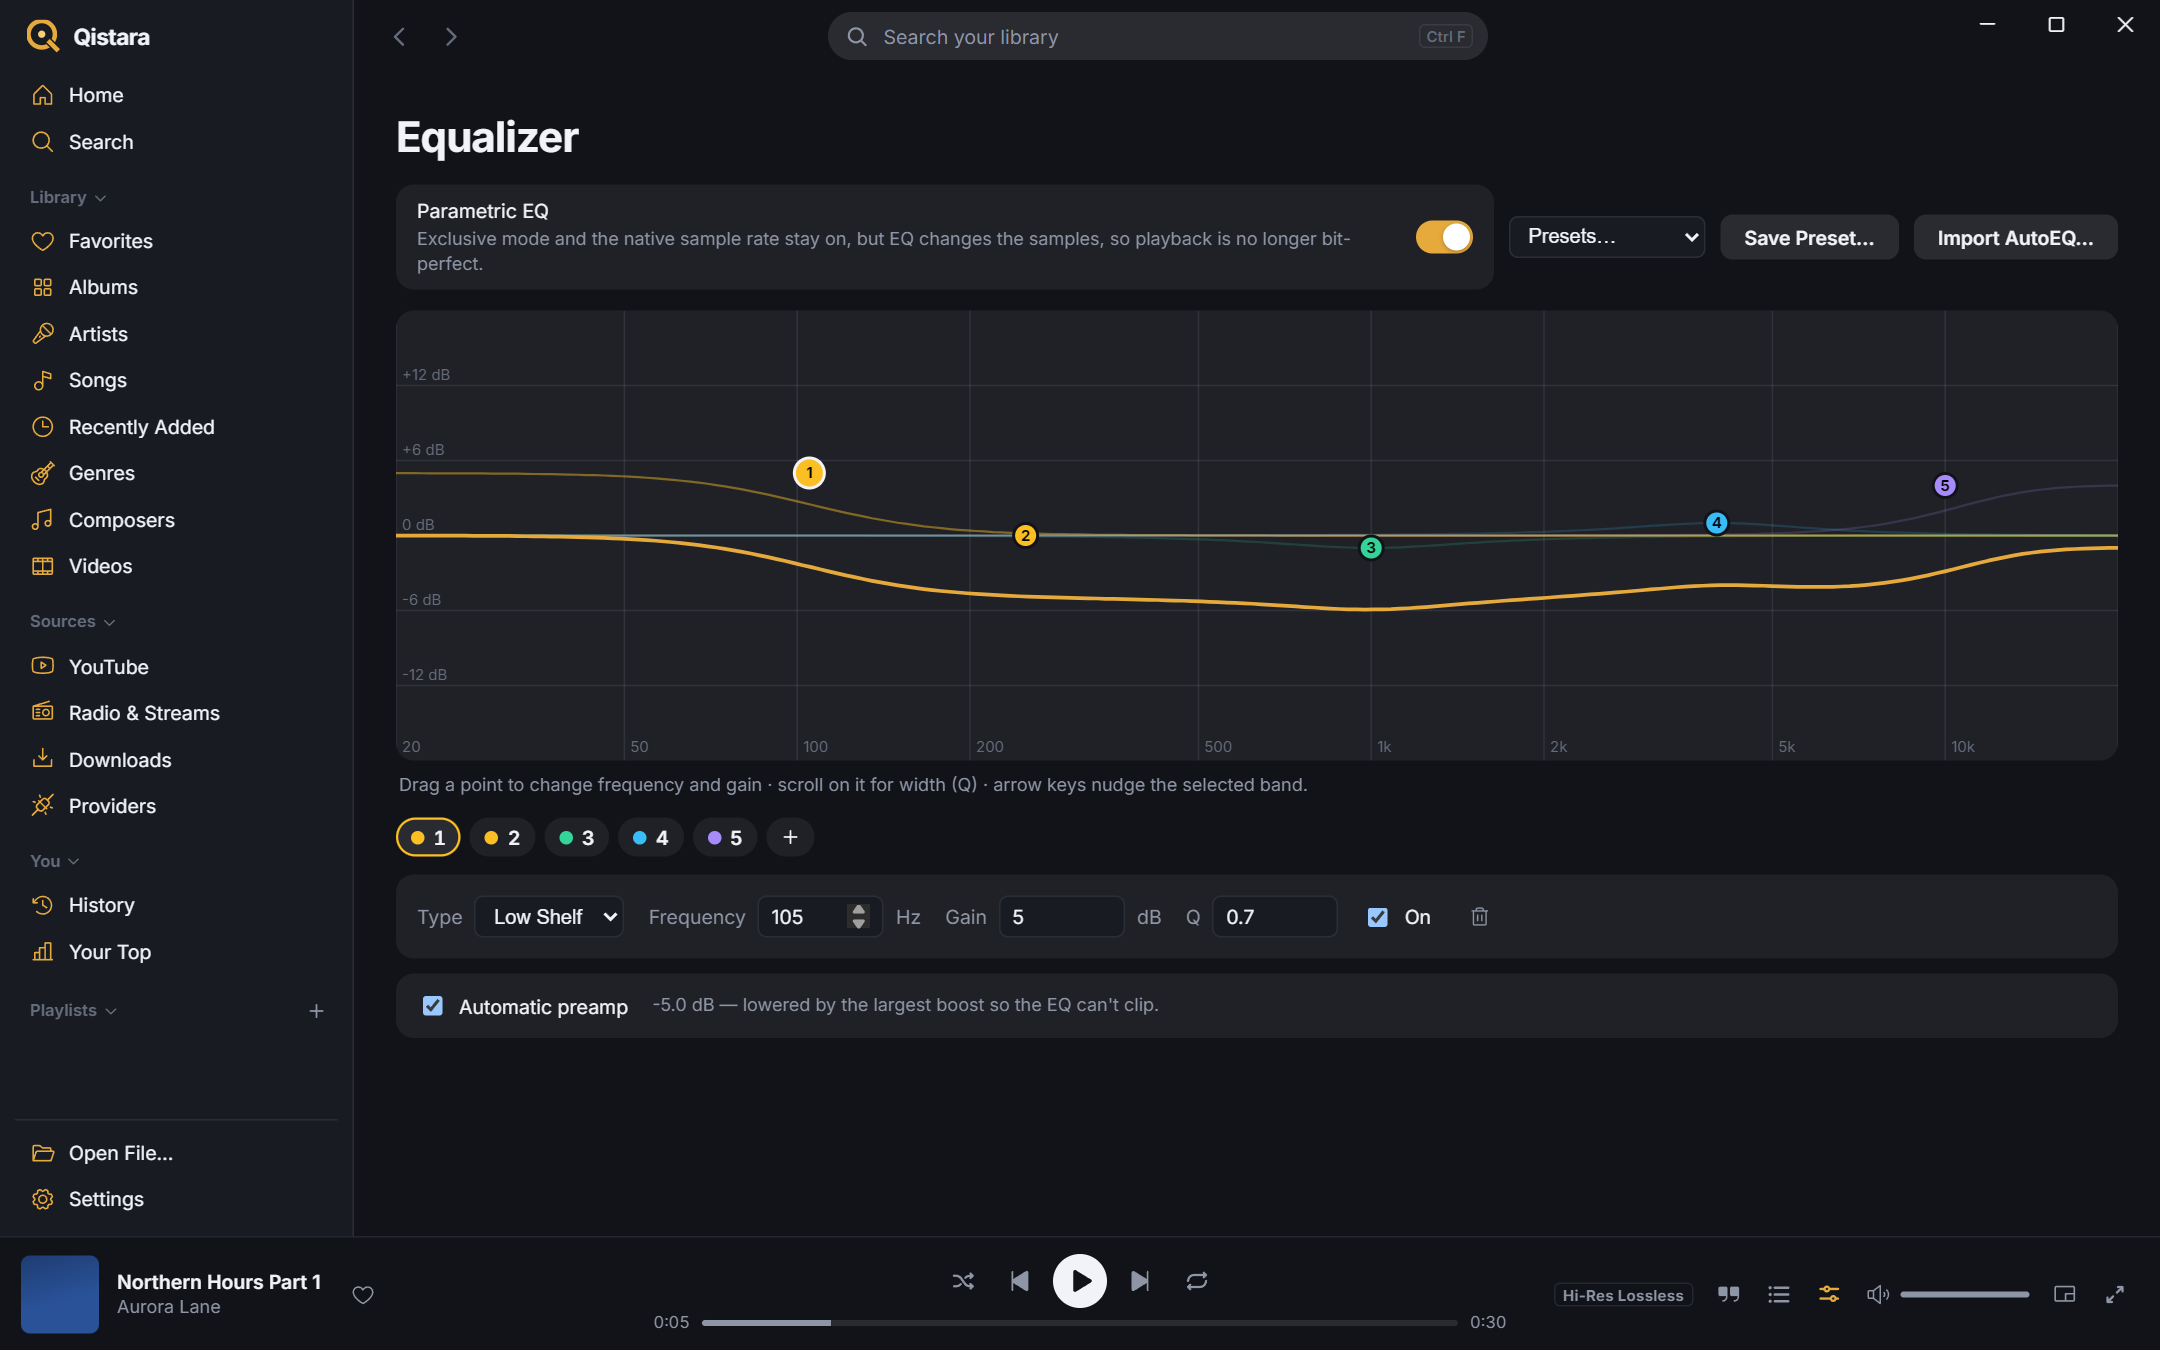 Qistara
Home
Search
Library
Favorites
Albums
Artists
Songs
Recently Added
Genres
Composers
Videos
Sources
YouTube
Radio & Streams
Downloads
Providers
You
History
Your Top
Playlists
Open File...
Settings
Search your library
Ctrl F
Equalizer
Parametric EQ
Exclusive mode and the native sample rate stay on, but EQ changes the samples, so playback is no longer bit-
perfect.
Presets...
Save Preset...
Import AutoEQ...
+12 dB
+6 dB
0 dB
-6 dB
-12 dB
1
2
3
4
5
20
50
100
200
500
1k
2k
5k
10k
Drag a point to change frequency and gain · scroll on it for width (Q) · arrow keys nudge the selected band.
1
2
3
4
5
+
Type
Low Shelf
Frequency
105
Hz
Gain
5
dB
Q
0.7
On
Automatic preamp
-5.0 dB — lowered by the largest boost so the EQ can't clip.
Northern Hours Part 1
Aurora Lane
0:05
0:30
Hi-Res Lossless